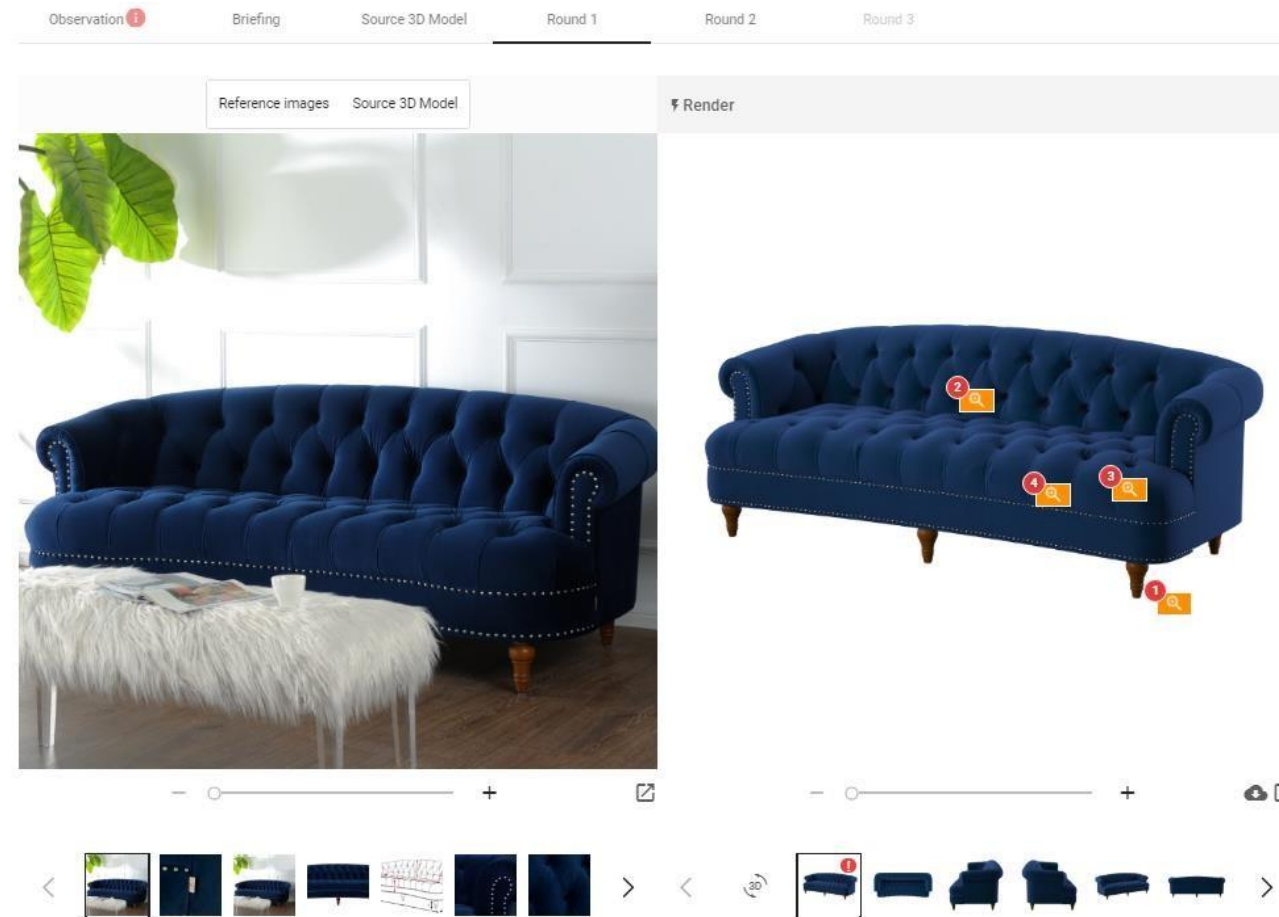 Observation
Briefing
Source 3D Model
Round 1
Round 2
Round 3
Reference images
Source 3D Model
Render
2
4
3
1
3D